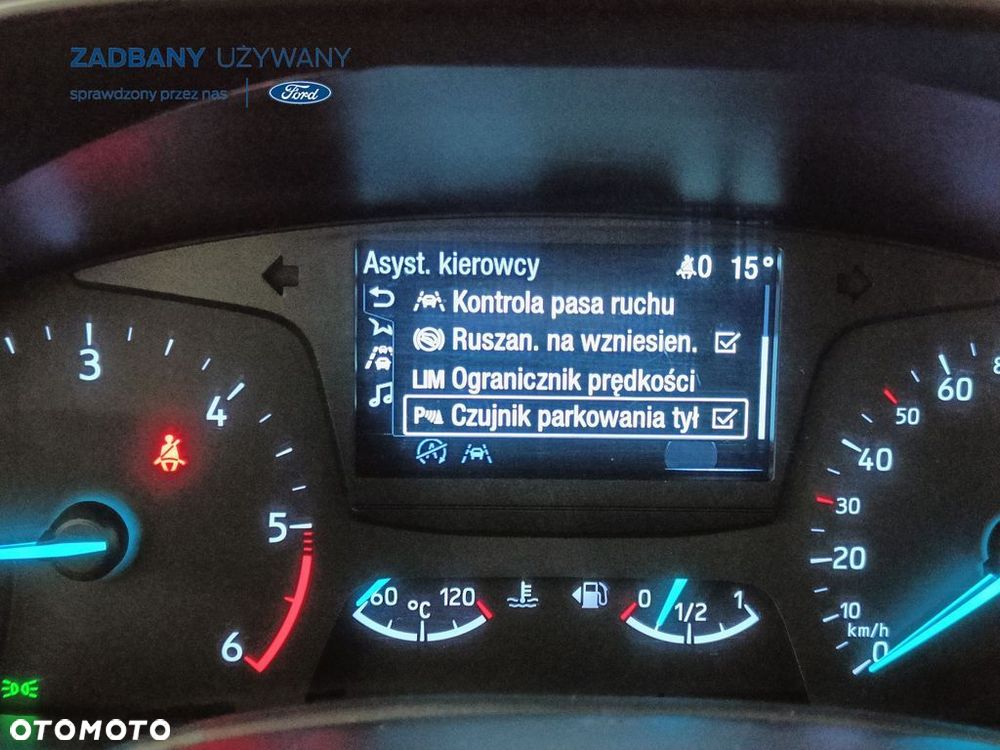 ZADBANY UŻYWANY
sprawdzony przez nas
Ford
Asyst. kierowcy
0 15°
Kontrola pasa ruchu
Ruszan. na wzniesien.
LIM Ogranicznik prędkości
P Czujnik parkowania tył
A
3
4
5
6
60
50
40
30
20
10
km/h
0
8
60 °C 120
0 1/2 1
OTOMOTO